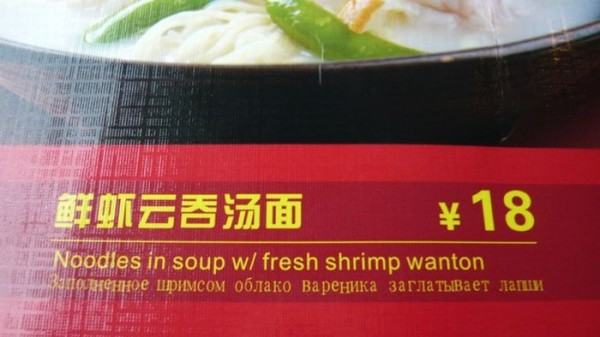 鲜虾云吞汤面 ¥18
Noodles in soup w/ fresh shrimp wanton
Заполненное шримсом облако вареника заглатывает лапши